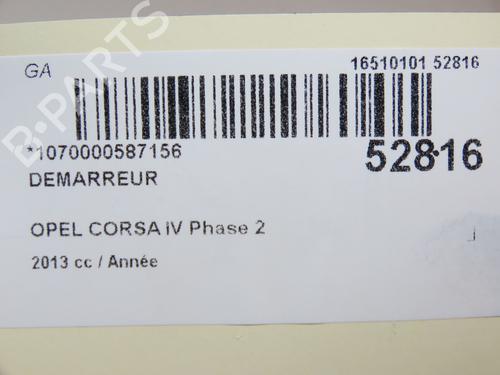 GA
16510101 52816
*1070000587156
52816
DEMARREUR
OPEL CORSA IV Phase 2
2013 cc / Année
B-PARTS